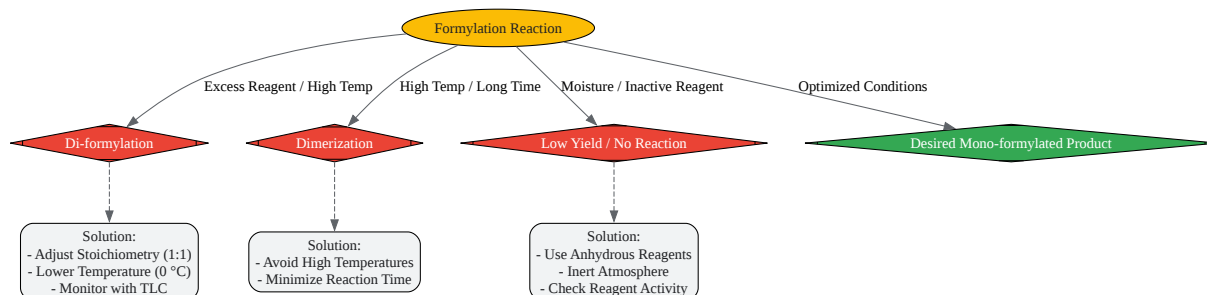 Formylation Reaction
Excess Reagent / High Temp
High Temp / Long Time
Moisture / Inactive Reagent
Optimized Conditions
Di-formylation
Dimerization
Low Yield / No Reaction
Desired Mono-formylated Product
Solution:
- Adjust Stoichiometry (1:1)
- Lower Temperature (0 °C)
- Monitor with TLC
Solution:
- Avoid High Temperatures
- Minimize Reaction Time
Solution:
- Use Anhydrous Reagents
- Inert Atmosphere
- Check Reagent Activity